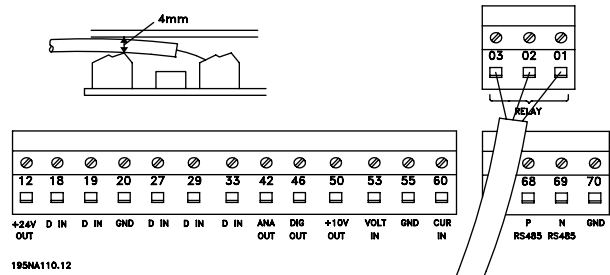 4mm
03 02 01
RELAY
12 18 19 20 27 29 33 42 46 50 53 55 60
68 69 70
+24V OUT
D IN
D IN
GND
D IN
D IN
D IN
ANA OUT
DIG OUT
+10V OUT
VOLT IN
GND
CUR IN
P RS485
N RS485
GND
195NA110.12